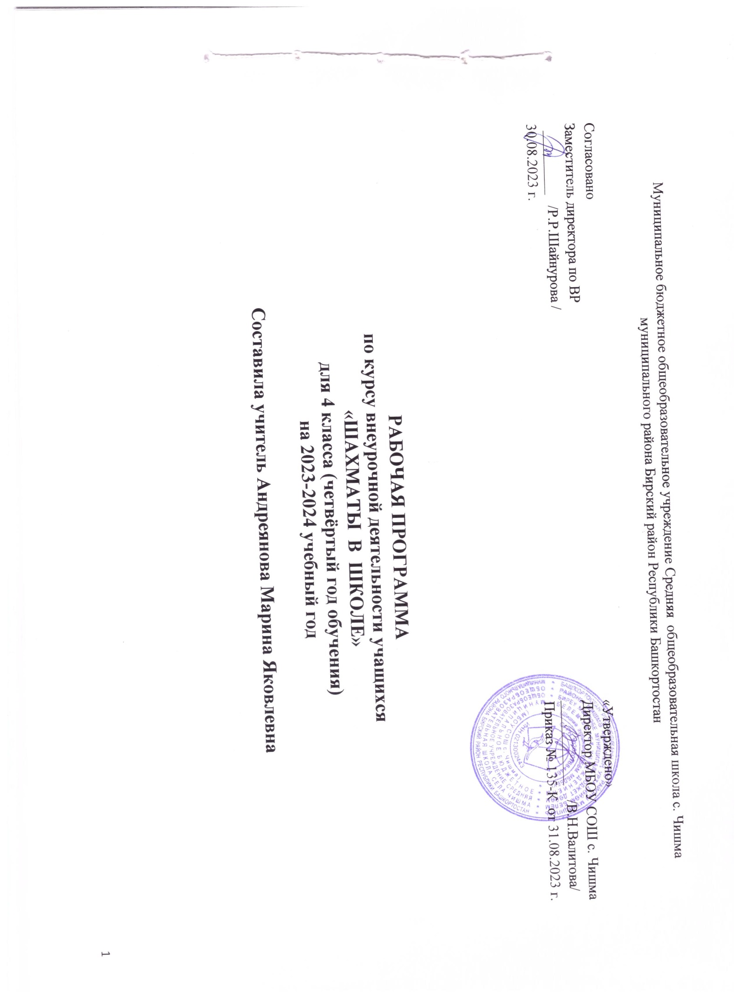 Муниципальное бюджетное общеобразовательное учреждение Средняя общеобразовательная школа с. Чишма
муниципального района Бирский район Республики Башкортостан
Согласовано
Заместитель директора по ВР
/Р.Р.Шайнурова /
30.08.2023 г.
«Утверждено»
Директор МБОУ СОШ с. Чишма
/В.Н.Валитова/
Приказ № 135-К от 31.08.2023 г.
РАБОЧАЯ ПРОГРАММА
по курсу внеурочной деятельности учащихся
«ШАХМАТЫ В ШКОЛЕ»
для 4 класса (четвёртый год обучения)
на 2023-2024 учебный год
Составила учитель Андреянова Марина Яковлевна
МУНИЦИПАЛЬНОЕ БЮДЖЕТНОЕ
ОБЩЕОБРАЗОВАТЕЛЬНОЕ УЧРЕЖДЕНИЕ СРЕДНЯЯ
ОБЩЕОБРАЗОВАТЕЛЬНАЯ ШКОЛА СЕЛА ЧИШМА
МУНИЦИПАЛЬНОГО РАЙОНА БИРСКИЙ РАЙОН РЕСПУБЛИКИ БАШКОРТОСТАН
(МБОУ СОШ с. Чишма)
ИНН 0213002443
1